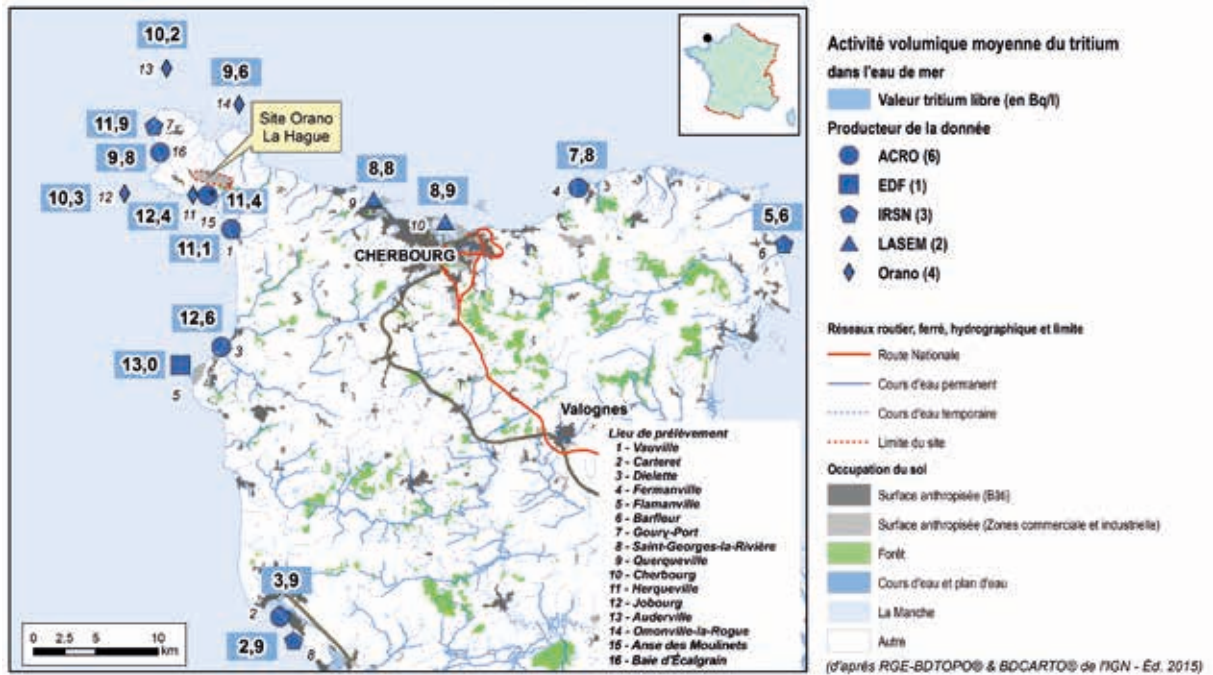 10,2
13
9,6
14
Site Orano
La Hague
11,9
7
9,8
16
10,3
12
12,4
11
15
11,4
11,1
1
8,8
9
8,9
10
CHERBOURG
7,8
4
5,6
6
12,6
3
13,0
5
Valognes
Lieu de prélèvement
1 - Vauville
2 - Carteret
3 - Dielette
4 - Fermanville
5 - Flamanville
6 - Barfleur
7 - Goury-Port
8 - Saint-Georges-la-Rivière
9 - Querqueville
10 - Cherbourg
11 - Herqueville
12 - Jobourg
13 - Auderville
14 - Omonville-la-Rogue
15 - Anse des Moulinets
16 - Baie d'Écalgrain
3,9
2
2,9
8
0 2.5 5 10
km
Activité volumique moyenne du tritium
dans l'eau de mer
Valeur tritium libre (en Bq/l)
Producteur de la donnée
ACRO (6)
EDF (1)
IRSN (3)
LASEM (2)
Orano (4)
Réseaux routier, ferré, hydrographique et limite
Route Nationale
Cours d'eau permanent
Cours d'eau temporaire
Limite du site
Occupation du sol
Surface anthropisée (Bâti)
Surface anthropisée (Zones commerciale et industrielle)
Forêt
Cours d'eau et plan d'eau
La Manche
Autre
(d'après RGE-BDTOPO® & BDCARTO® de l'IGN - Éd. 2015)